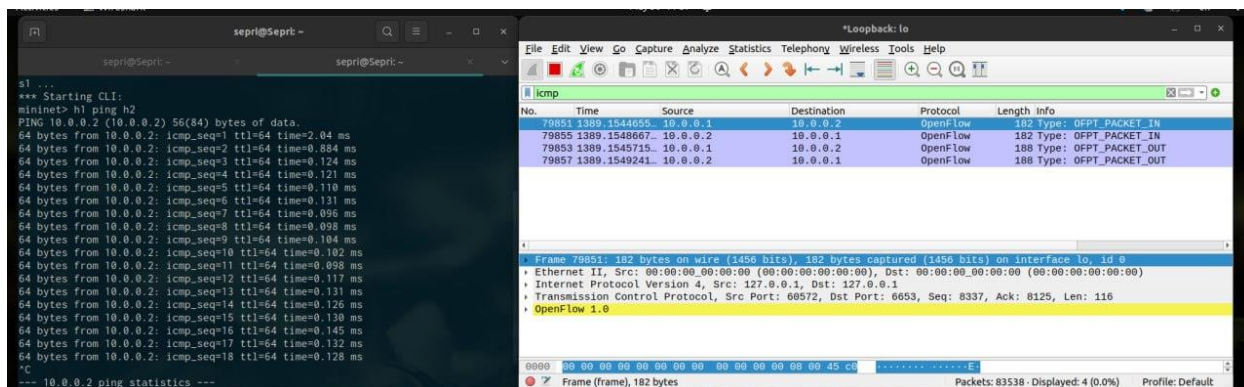 sepri@Sepri: ~
sepri@Sepri: ~
sepri@Sepri: ~
s1 ...
*** Starting CLI:
mininet> h1 ping h2
PING 10.0.0.2 (10.0.0.2) 56(84) bytes of data.
64 bytes from 10.0.0.2: icmp_seq=1 ttl=64 time=2.04 ms
64 bytes from 10.0.0.2: icmp_seq=2 ttl=64 time=0.884 ms
64 bytes from 10.0.0.2: icmp_seq=3 ttl=64 time=0.124 ms
64 bytes from 10.0.0.2: icmp_seq=4 ttl=64 time=0.121 ms
64 bytes from 10.0.0.2: icmp_seq=5 ttl=64 time=0.110 ms
64 bytes from 10.0.0.2: icmp_seq=6 ttl=64 time=0.131 ms
64 bytes from 10.0.0.2: icmp_seq=7 ttl=64 time=0.096 ms
64 bytes from 10.0.0.2: icmp_seq=8 ttl=64 time=0.098 ms
64 bytes from 10.0.0.2: icmp_seq=9 ttl=64 time=0.104 ms
64 bytes from 10.0.0.2: icmp_seq=10 ttl=64 time=0.102 ms
64 bytes from 10.0.0.2: icmp_seq=11 ttl=64 time=0.098 ms
64 bytes from 10.0.0.2: icmp_seq=12 ttl=64 time=0.117 ms
64 bytes from 10.0.0.2: icmp_seq=13 ttl=64 time=0.131 ms
64 bytes from 10.0.0.2: icmp_seq=14 ttl=64 time=0.126 ms
64 bytes from 10.0.0.2: icmp_seq=15 ttl=64 time=0.130 ms
64 bytes from 10.0.0.2: icmp_seq=16 ttl=64 time=0.145 ms
64 bytes from 10.0.0.2: icmp_seq=17 ttl=64 time=0.132 ms
64 bytes from 10.0.0.2: icmp_seq=18 ttl=64 time=0.128 ms
^C
--- 10.0.0.2 ping statistics ---
*Loopback: lo
File Edit View Go Capture Analyze Statistics Telephony Wireless Tools Help
icmp
No. Time Source Destination Protocol Length Info
79851 1389.1544655… 10.0.0.1 10.0.0.2 OpenFlow 182 Type: OFPT_PACKET_IN
79855 1389.1548667… 10.0.0.2 10.0.0.1 OpenFlow 182 Type: OFPT_PACKET_IN
79853 1389.1545715… 10.0.0.1 10.0.0.2 OpenFlow 188 Type: OFPT_PACKET_OUT
79857 1389.1549241… 10.0.0.2 10.0.0.1 OpenFlow 188 Type: OFPT_PACKET_OUT
Frame 79851: 182 bytes on wire (1456 bits), 182 bytes captured (1456 bits) on interface lo, id 0
Ethernet II, Src: 00:00:00_00:00:00 (00:00:00:00:00:00), Dst: 00:00:00_00:00:00 (00:00:00:00:00:00)
Internet Protocol Version 4, Src: 127.0.0.1, Dst: 127.0.0.1
Transmission Control Protocol, Src Port: 60572, Dst Port: 6653, Seq: 8337, Ack: 8125, Len: 116
OpenFlow 1.0
0000 00 00 00 00 00 00 00 00 00 00 00 00 08 00 45 c0 ········ ······E·
Frame (frame), 182 bytes
Packets: 83538 · Displayed: 4 (0.0%)
Profile: Default